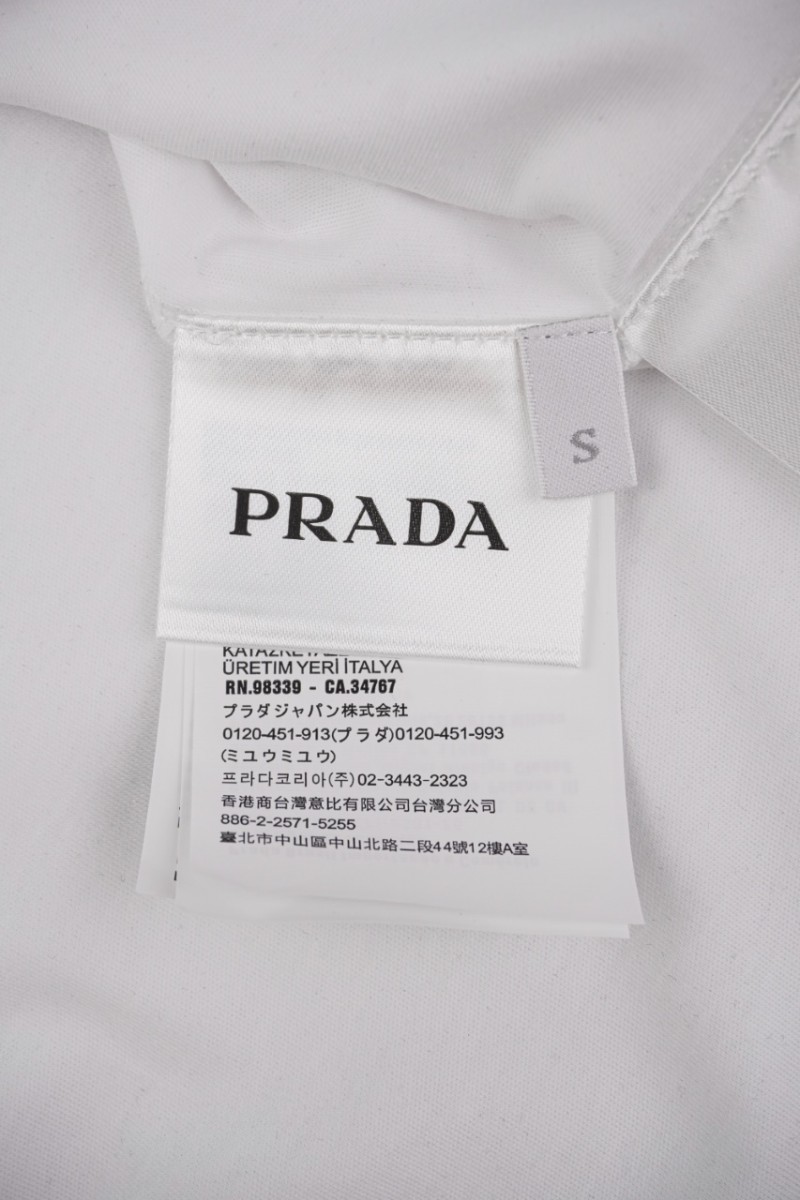 PRADA
S
ÜRETIM YERİ İTALYA
RN.98339 - CA.34767
プラダジャパン株式会社
0120-451-913(プラダ)0120-451-993
(ミユウミユウ)
프라다코리아(주)02-3443-2323
香港商台灣意比有限公司台灣分公司
886-2-2571-5255
臺北市中山區中山北路二段44號12樓A室